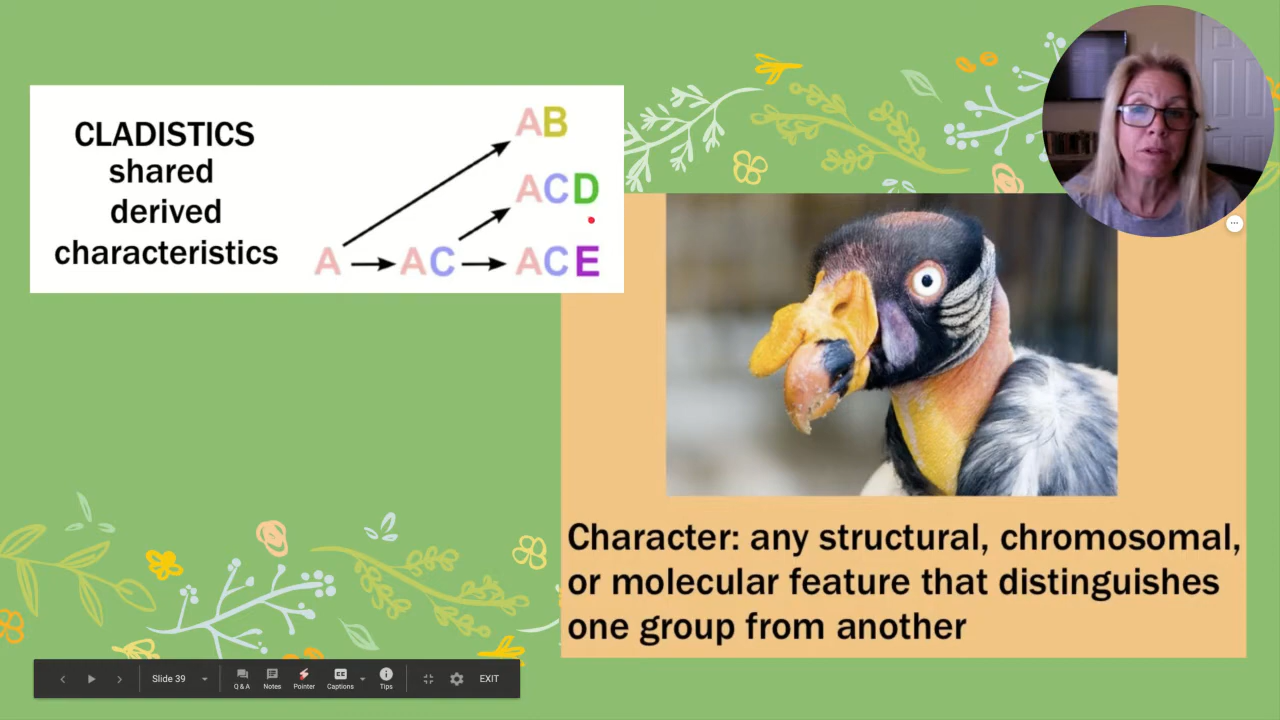 CLADISTICS
shared
derived
characteristics
AB
ACD
A AC ACE
Character: any structural, chromosomal,
or molecular feature that distinguishes
one group from another
Slide 39
Q & A
Notes
Pointer
CC
Captions
Tips
EXIT